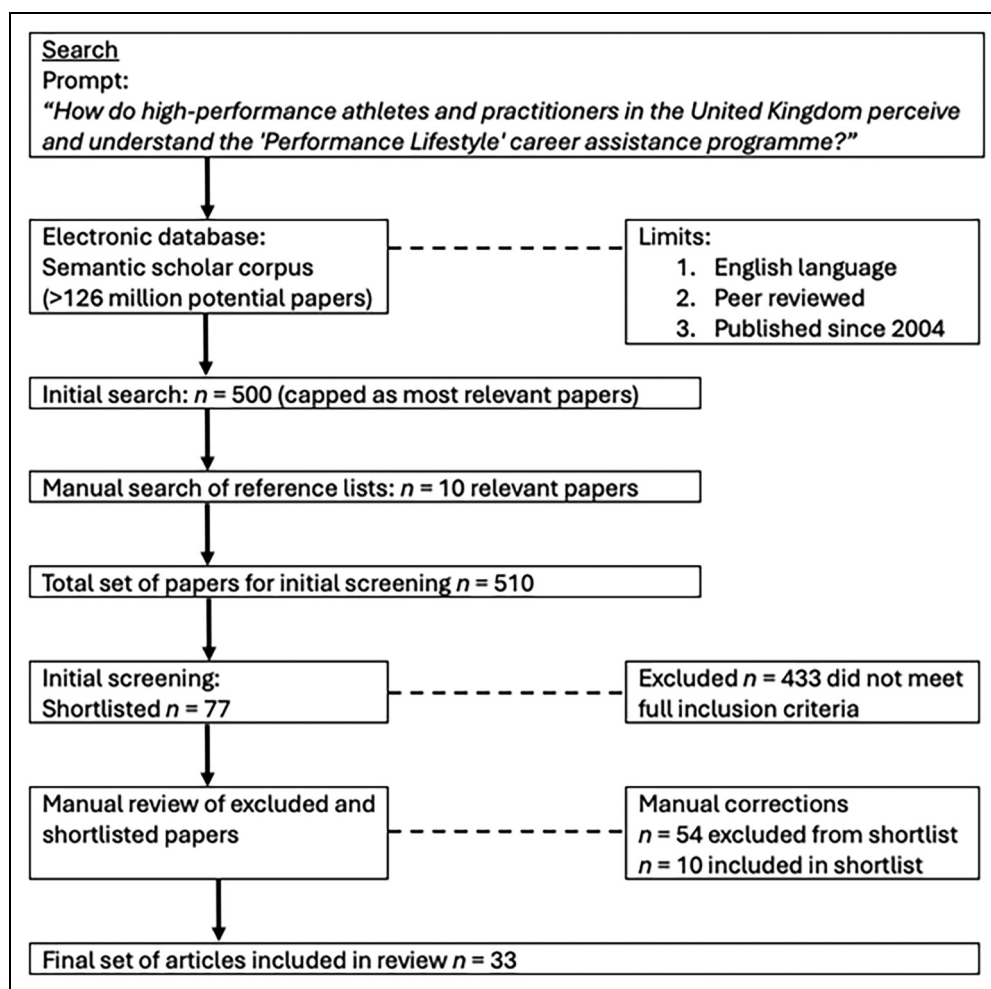 Search
Prompt:
“How do high-performance athletes and practitioners in the United Kingdom perceive
and understand the 'Performance Lifestyle' career assistance programme?”
Electronic database:
Semantic scholar corpus
(>126 million potential papers)
Limits:
1. English language
2. Peer reviewed
3. Published since 2004
Initial search: n = 500 (capped as most relevant papers)
Manual search of reference lists: n = 10 relevant papers
Total set of papers for initial screening n = 510
Initial screening:
Shortlisted n = 77
Excluded n = 433 did not meet
full inclusion criteria
Manual review of excluded and
shortlisted papers
Manual corrections
n = 54 excluded from shortlist
n = 10 included in shortlist
Final set of articles included in review n = 33